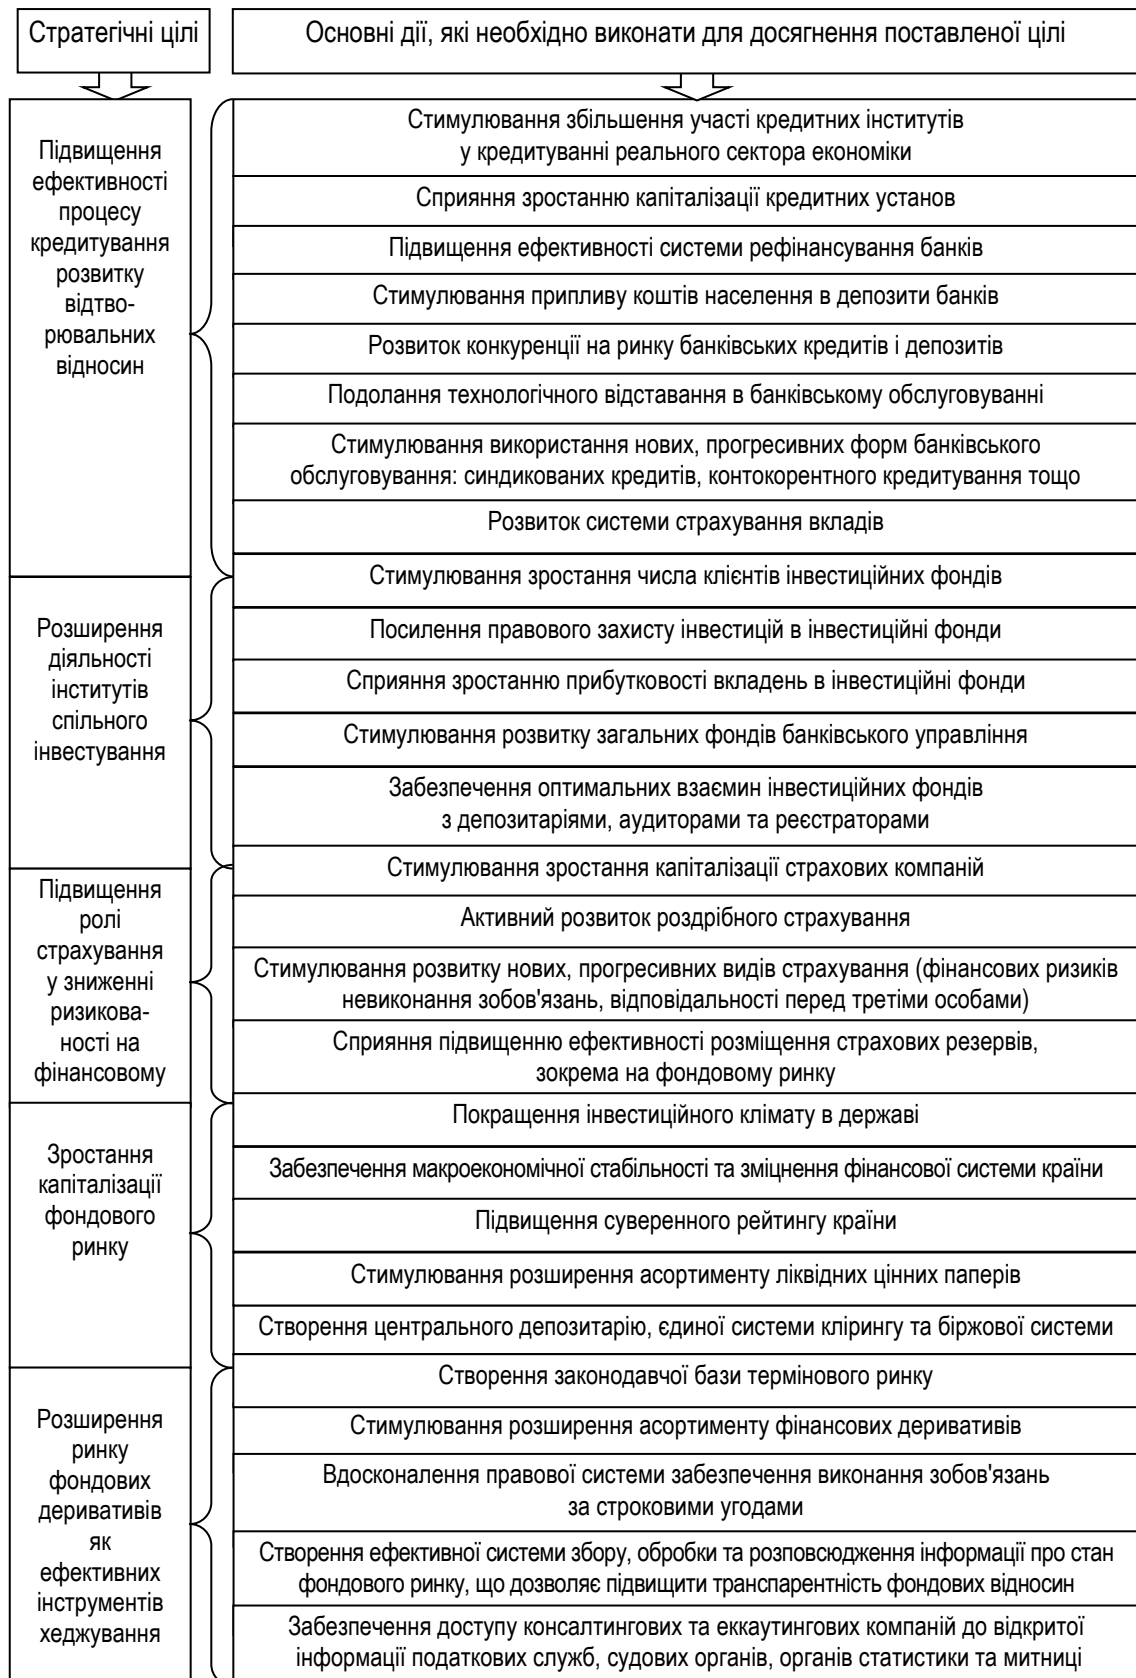 Стратегічні цілі
Основні дії, які необхідно виконати для досягнення поставленої цілі
Підвищення
ефективності
процесу
кредитування
розвитку
відтво-
рювальних
відносин
Стимулювання збільшення участі кредитних інститутів
у кредитуванні реального сектора економіки
Сприяння зростанню капіталізації кредитних установ
Підвищення ефективності системи рефінансування банків
Стимулювання припливу коштів населення в депозити банків
Розвиток конкуренції на ринку банківських кредитів і депозитів
Подолання технологічного відставання в банківському обслуговуванні
Стимулювання використання нових, прогресивних форм банківського
обслуговування: синдикованих кредитів, контокорентного кредитування тощо
Розвиток системи страхування вкладів
Розширення
діяльності
інститутів
спільного
інвестування
Стимулювання зростання числа клієнтів інвестиційних фондів
Посилення правового захисту інвестицій в інвестиційні фонди
Сприяння зростанню прибутковості вкладень в інвестиційні фонди
Стимулювання розвитку загальних фондів банківського управління
Забезпечення оптимальних взаємин інвестиційних фондів
з депозитаріями, аудиторами та реєстраторами
Підвищення
ролі
страхування
у зниженні
ризикова-
ності на
фінансовому
Стимулювання зростання капіталізації страхових компаній
Активний розвиток роздрібного страхування
Стимулювання розвитку нових, прогресивних видів страхування (фінансових ризиків
невиконання зобов'язань, відповідальності перед третіми особами)
Сприяння підвищенню ефективності розміщення страхових резервів,
зокрема на фондовому ринку
Зростання
капіталізації
фондового
ринку
Покращення інвестиційного клімату в державі
Забезпечення макроекономічної стабільності та зміцнення фінансової системи країни
Підвищення суверенного рейтингу країни
Стимулювання розширення асортименту ліквідних цінних паперів
Створення центрального депозитарію, єдиної системи клірингу та біржової системи
Розширення
ринку
фондових
деривативів
як
ефективних
інструментів
хеджування
Створення законодавчої бази термінового ринку
Стимулювання розширення асортименту фінансових деривативів
Вдосконалення правової системи забезпечення виконання зобов'язань
за строковими угодами
Створення ефективної системи збору, обробки та розповсюдження інформації про стан
фондового ринку, що дозволяє підвищити транспарентність фондових відносин
Забезпечення доступу консалтингових та еккаутингових компаній до відкритої
інформації податкових служб, судових органів, органів статистики та митниці